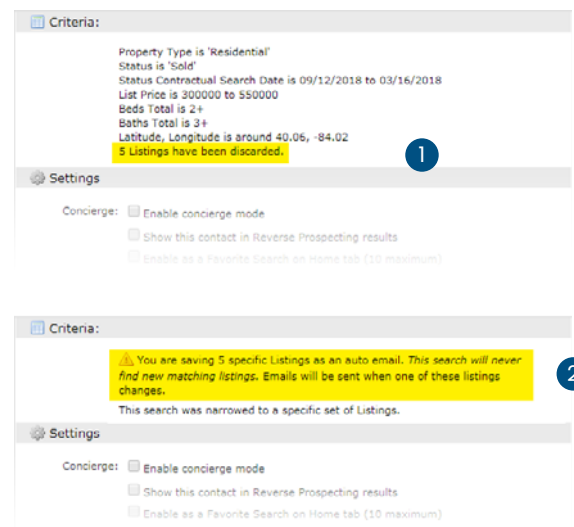 Criteria:
Property Type is 'Residential'
Status is 'Sold'
Status Contractual Search Date is 09/12/2018 to 03/16/2018
List Price is 300000 to 550000
Beds Total is 2+
Baths Total is 3+
Latitude, Longitude is around 40.06, -84.02
5 Listings have been discarded.
1
Settings
Concierge: Enable concierge mode
Show this contact in Reverse Prospecting results
Enable as a Favorite Search on Home tab (10 maximum)
Criteria:
You are saving 5 specific Listings as an auto email. This search will never
find new matching listings. Emails will be sent when one of these listings
changes.
2
This search was narrowed to a specific set of Listings.
Settings
Concierge: Enable concierge mode
Show this contact in Reverse Prospecting results
Enable as a Favorite Search on Home tab (10 maximum)